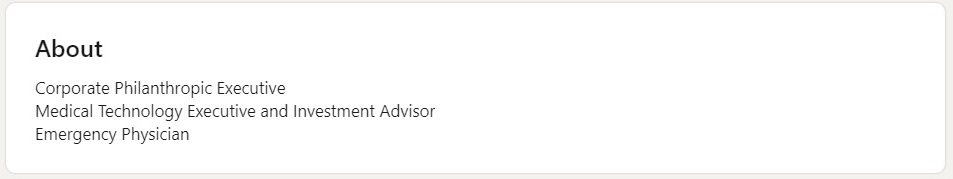 About
Corporate Philanthropic Executive
Medical Technology Executive and Investment Advisor
Emergency Physician